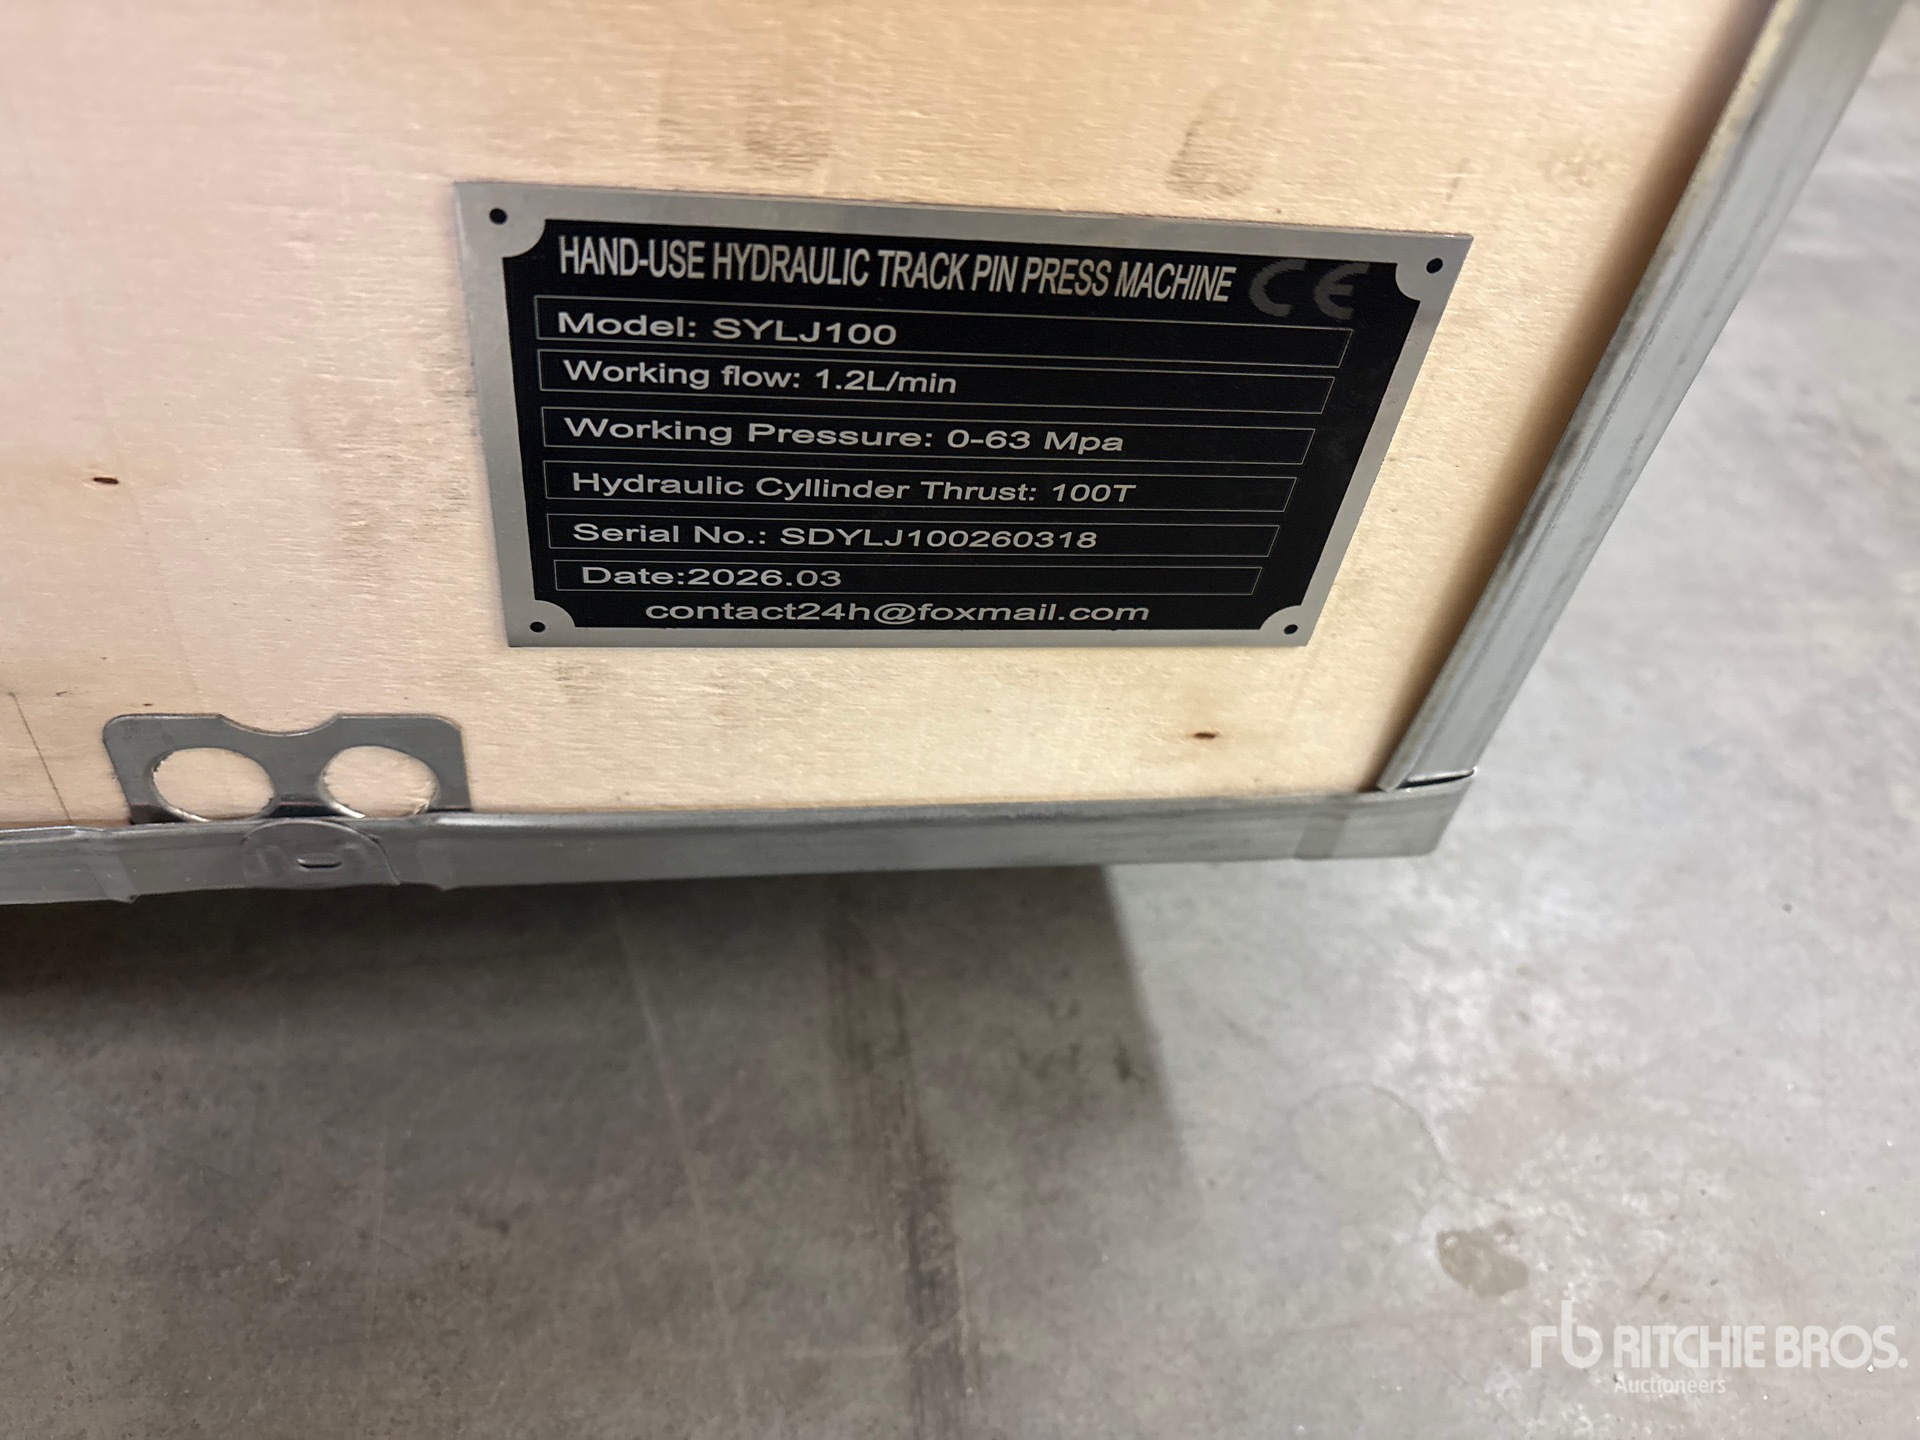 HAND-USE HYDRAULIC TRACK PIN PRESS MACHINE CE
Model: SYLJ100
Working flow: 1.2L/min
Working Pressure: 0-63 Mpa
Hydraulic Cyllinder Thrust: 100T
Serial No.: SDYLJ100260318
Date:2026.03
contact24h@foxmail.com
rb RITCHIE BROS.
Auctioneers